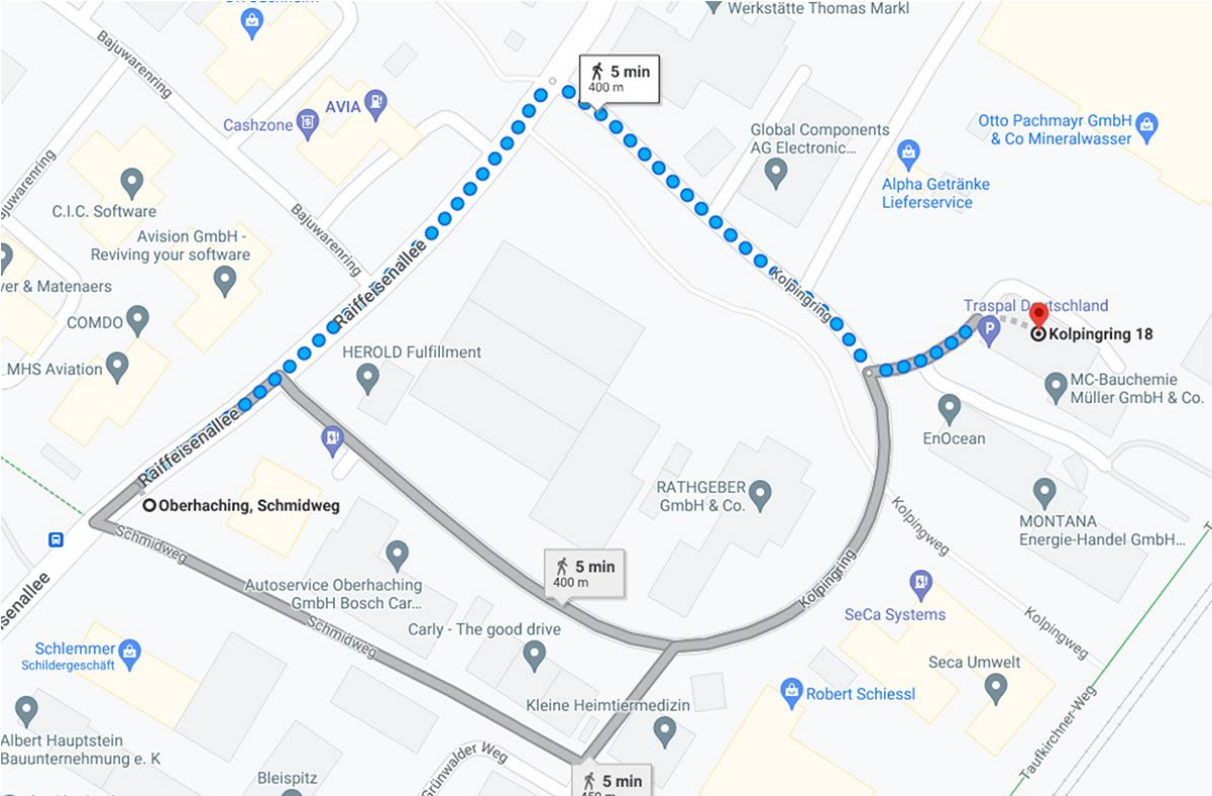 Werkstätte Thomas Markl
Bajuwarenring
5 min
400 m
AVIA
Cashzone
Global Components
AG Electronic...
Otto Pachmayr GmbH
& Co Mineralwasser
Alpha Getränke
Lieferservice
C.I.C. Software
Bajuwarenring
Avision GmbH -
Reviving your software
Raiffeisenallee
Kolpingring
ver & Matenaers
COMDO
Traspal
Kolpingring 18
HEROLD Fulfillment
MHS Aviation
MC-Bauchemie
Müller GmbH & Co.
EnOcean
Raiffeisenallee
Oberhaching, Schmidweg
RATHGEBER
GmbH & Co.
Kolpingweg
MONTANA
Energie-Handel GmbH...
Schmidweg
5 min
400 m
Kolpingring
Autoservice Oberhaching
GmbH Bosch Car...
senallee
SeCa Systems
Kolpingweg
Schmidweg
Carly - The good drive
Schlemmer
Schildergeschäft
Seca Umwelt
Robert Schiessl
Kleine Heimtiermedizin
Taufkirchner-Weg
Albert Hauptstein
Bauunternehmung e. K
Grünwalder Weg
Bleispitz
5 min